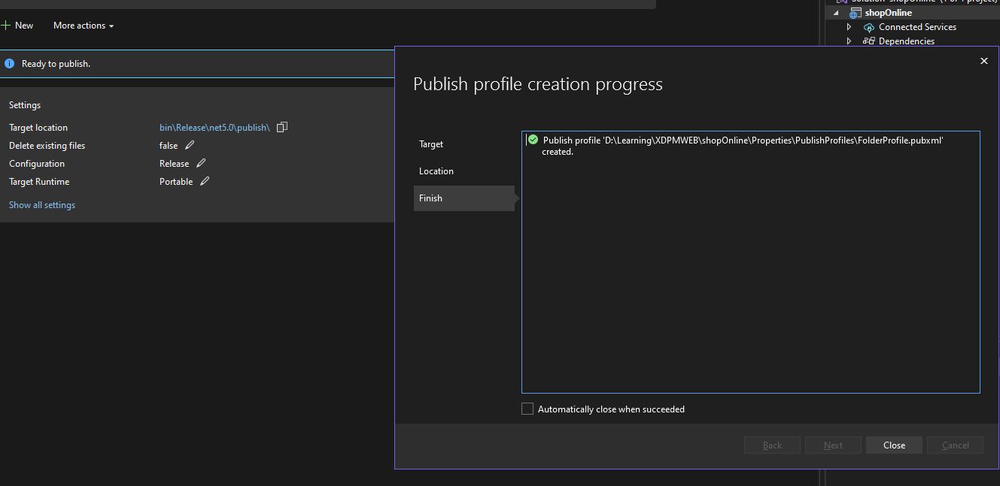 New
More actions
Ready to publish.
Settings
Target location
bin\Release\net5.0\publish\
Delete existing files
false
Configuration
Release
Target Runtime
Portable
Show all settings
Solution 'shopOnline' (1 of 1 project)
shopOnline
Connected Services
Dependencies
Publish profile creation progress
Target
Location
Finish
Publish profile 'D:\Learning\XDPMWEB\shopOnline\Properties\PublishProfiles\FolderProfile.pubxml'
created.
Automatically close when succeeded
Back
Next
Close
Cancel